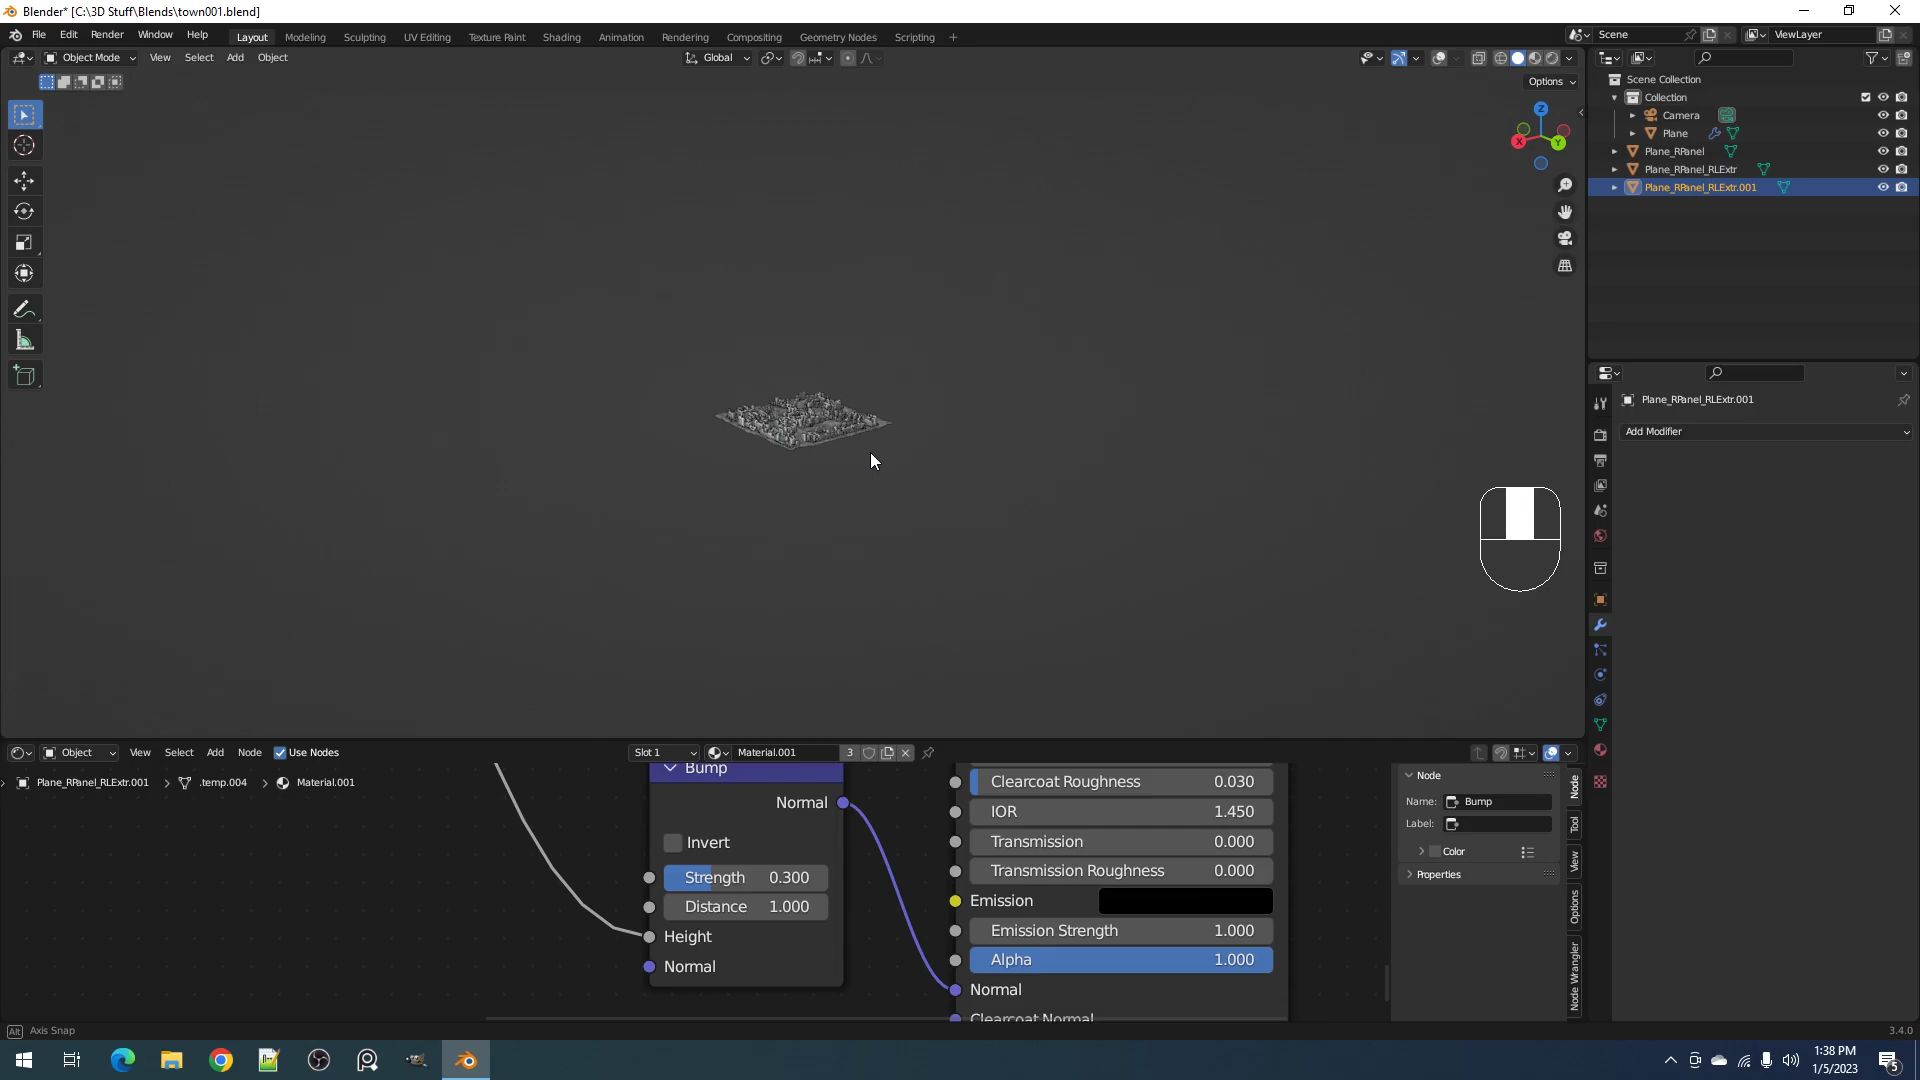 Blender* [C:\3D Stuff\Blends\town001.blend]
File Edit Render Window Help Layout Modeling Sculpting UV Editing Texture Paint Shading Animation Rendering Compositing Geometry Nodes Scripting + Scene ViewLayer
Object Mode View Select Add Object Global
Options
Scene Collection
Collection
Camera
Plane
Plane_RPanel
Plane_RPanel_RLExtr
Plane_RPanel_RLExtr.001
Z
X
Y
Plane_RPanel_RLExtr.001
Add Modifier
Object View Select Add Node Use Nodes Slot 1 Material.001 3
Plane_RPanel_RLExtr.001 > .temp.004 > Material.001
Bump
Normal
Invert
Strength 0.300
Distance 1.000
Height
Normal
Clearcoat Roughness 0.030
IOR 1.450
Transmission 0.000
Transmission Roughness 0.000
Emission
Emission Strength 1.000
Alpha 1.000
Normal
Clearcoat Normal
Node
Name: Bump
Label:
Color
Properties
Node
Tool
View
Options
Node Wrangler
Alt Axis Snap
3.4.0
1:38 PM
1/5/2023
5